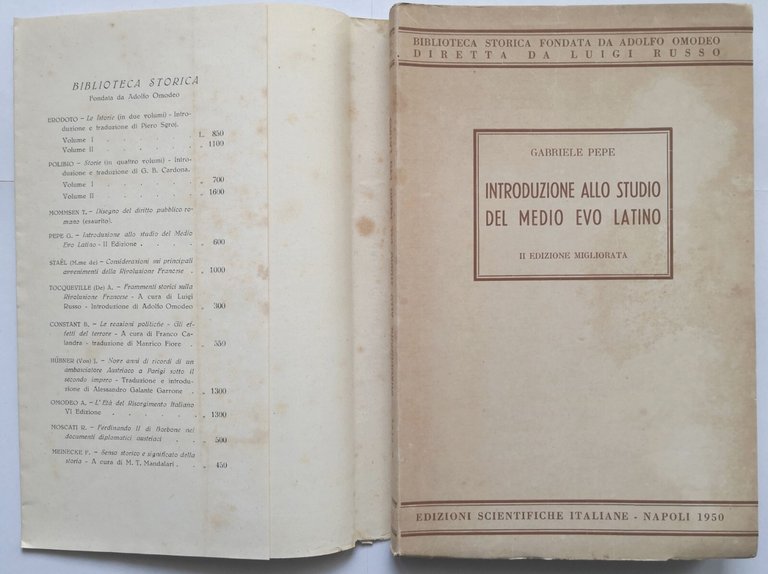 BIBLIOTECA STORICA
Fondata da Adolfo Omodeo
ERODOTO - Le Istorie (in due volumi) - Intro-
duzione e traduzione di Piero Sgroj.
Volume I . . . . . L. 850
Volume II . . . . . „ 1100
POLIBIO - Storie (in quattro volumi) - Intro-
duzione e traduzione di G. B. Cardona.
Volume I . . . . . „ 700
Volume II . . . . . „ 1600
MOMMSEN T. - Disegno del diritto pubblico ro-
mano (esaurito).
PEPE G. - Introduzione allo studio del Medio
Evo Latino - II Edizione . . . . „ 600
STAËL (M.me de) - Considerazioni sui principali
avvenimenti della Rivoluzione Francese . „ 1000
TOCQUEVILLE (De) A. - Frammenti storici sulla
Rivoluzione Francese - A cura di Luigi
Russo - Introduzione di Adolfo Omodeo „ 300
CONSTANT B. - Le reazioni politiche - Gli ef-
fetti del terrore - A cura di Franco Ca-
landra - traduzione di Maurico Fiore . „ 550
HÜBNER (Von) J. - Nove anni di ricordi di un
ambasciatore Austriaco a Parigi sotto il
secondo impero - Traduzione e introdu-
zione di Alessandro Galante Garrone . „ 1300
OMODEO A. - L'Età del Risorgimento Italiano
VI Edizione . . . . . . „ 1300
MOSCATI R. - Ferdinando II di Borbone nei
documenti diplomatici austriaci . . „ 500
MEINECKE F. - Senso storico e significato della
storia - A cura di M. T. Mandalari . . „ 450
BIBLIOTECA STORICA FONDATA DA ADOLFO OMODEO
DIRETTA DA LUIGI RUSSO
GABRIELE PEPE
INTRODUZIONE ALLO STUDIO
DEL MEDIO EVO LATINO
II EDIZIONE MIGLIORATA
EDIZIONI SCIENTIFICHE ITALIANE - NAPOLI 1950